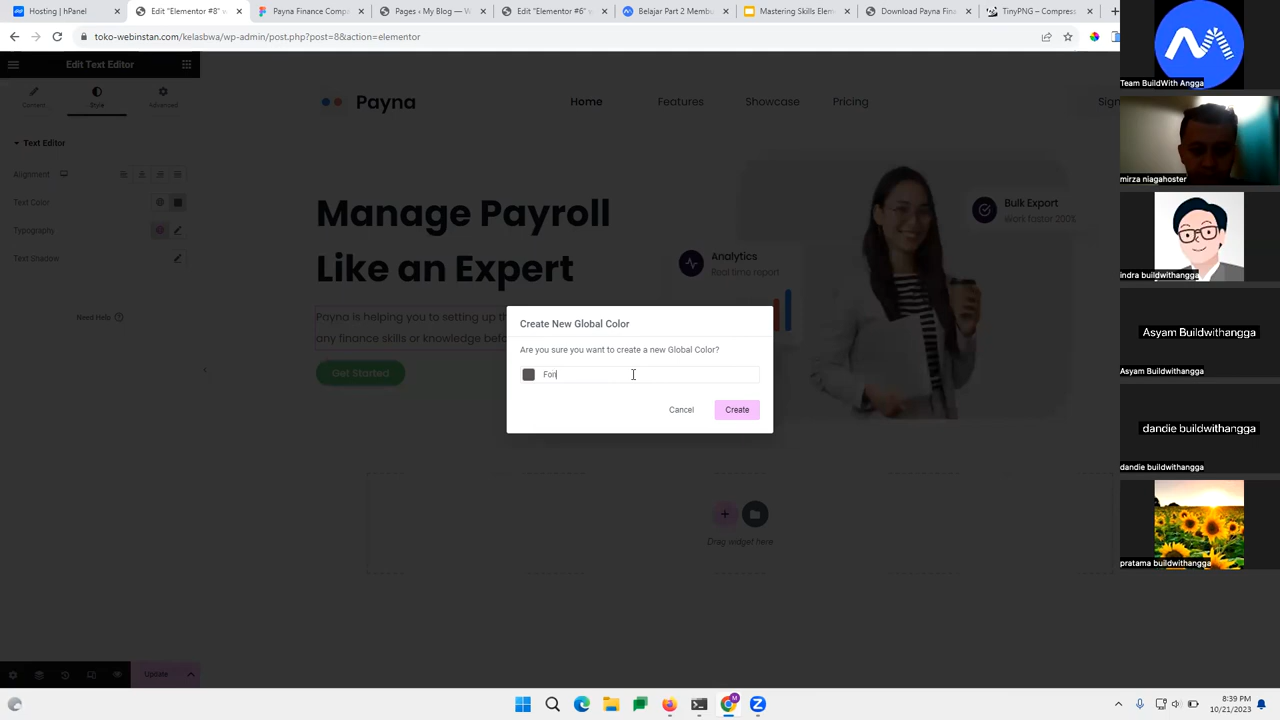 Hosting | hPanel
Edit "Elementor #8" w
Payna Finance Comp
Pages ‹ My Blog — V
Edit "Elementor #6" w
Belajar Part 2 Membu
Mastering Skills Elem
Download Payna Fina
TinyPNG – Compress
toko-webinstan.com/kelasbwa/wp-admin/post.php?post=8&action=elementor
Edit Text Editor
Content
Style
Advanced
Text Editor
Alignment
Text Color
Typography
Text Shadow
Need Help
Update
Payna
Home
Features
Showcase
Pricing
Sign
Manage Payroll
Like an Expert
Payna is helping you to setting up th
any financial skills or knowledge befo
Get Started
Bulk Export
Work faster 200%
Analytics
Real time report
Create New Global Color
Are you sure you want to create a new Global Color?
Fon
Cancel
Create
Drag widget here
Team BuildWith Angga
mirza niagahoster
indra buildwithangga
Asyam Buildwithangga
Asyam Buildwithangga
dandie buildwithangga
dandie buildwithangga
pratama buildwithangga
8:39 PM
10/21/2023